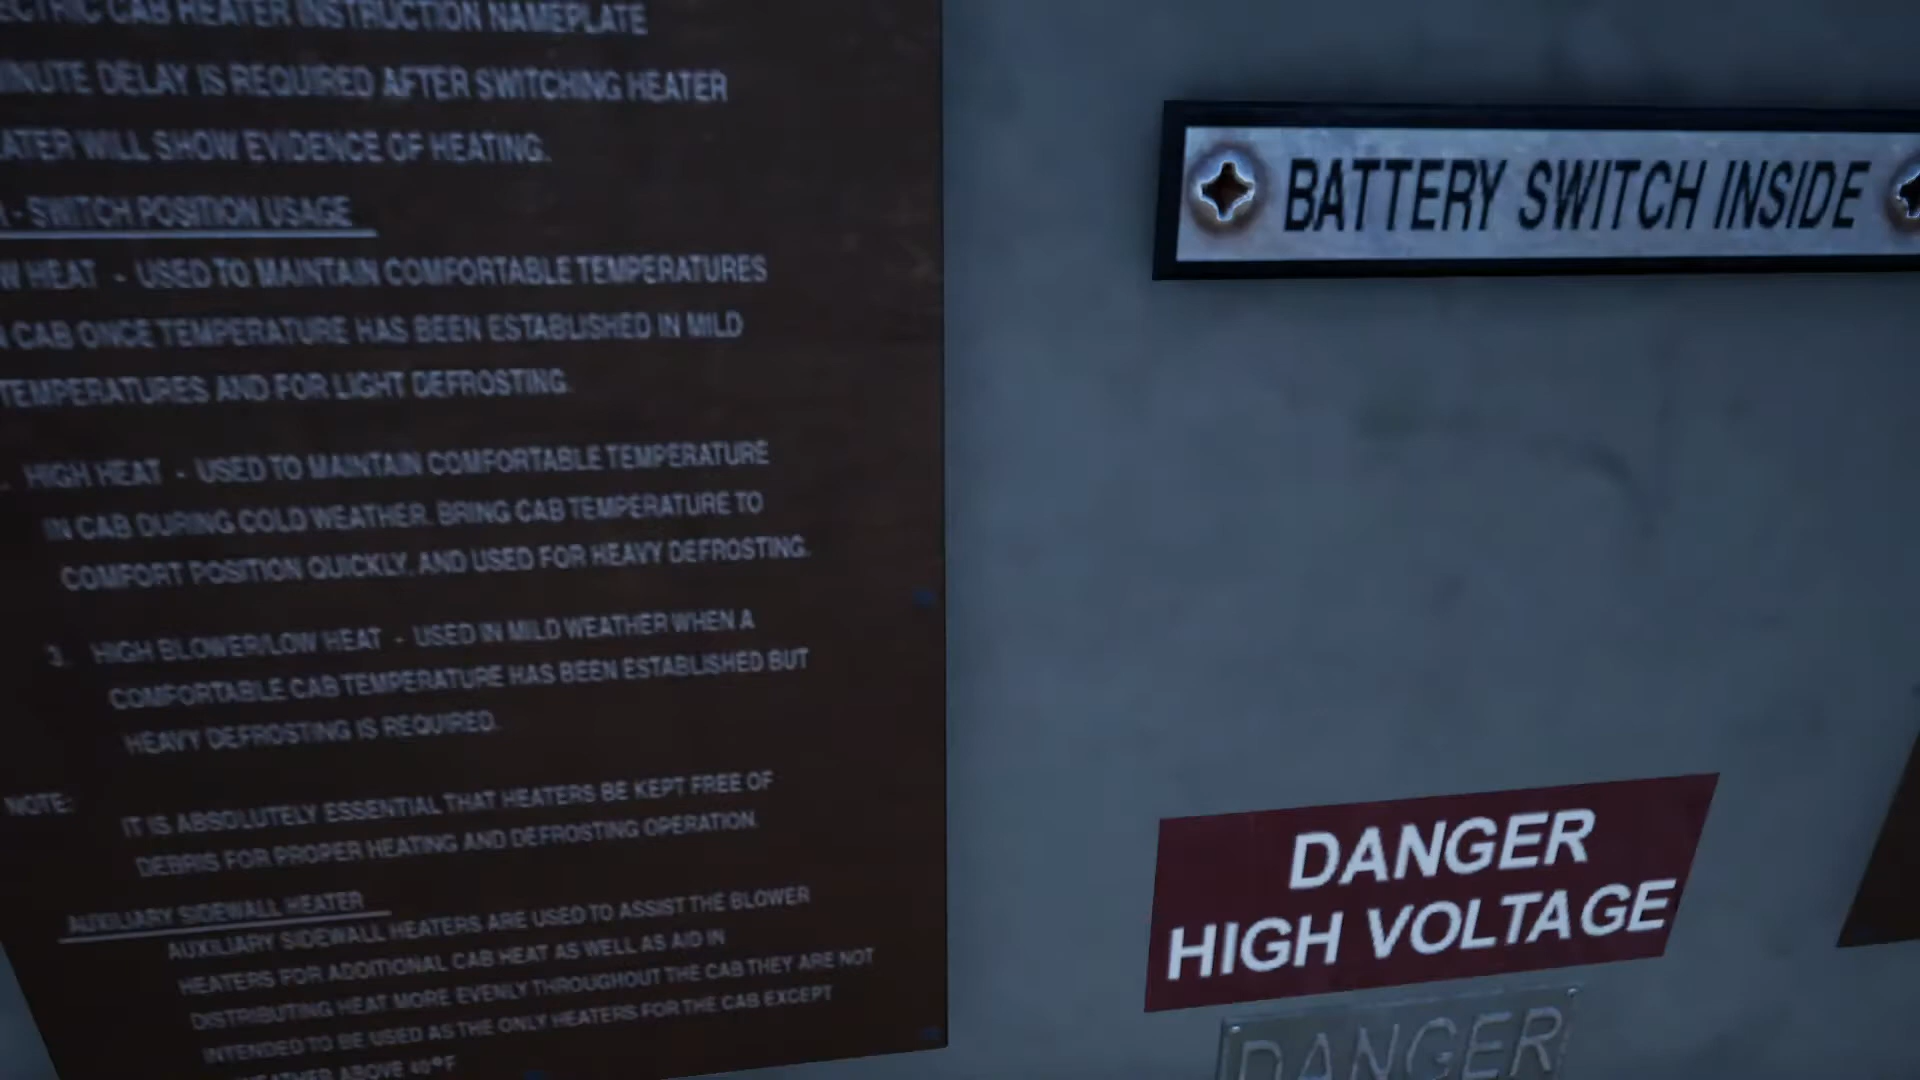 CAB HEATER INSTRUCTION NAMEPLATE
DELAY IS REQUIRED AFTER SWITCHING HEATER
WILL SHOW EVIDENCE OF HEATING.
- SWITCH POSITION USAGE
HEAT - USED TO MAINTAIN COMFORTABLE TEMPERATURES
CAB ONCE TEMPERATURE HAS BEEN ESTABLISHED IN MILD
TEMPERATURES AND FOR LIGHT DEFROSTING.
HIGH HEAT - USED TO MAINTAIN COMFORTABLE TEMPERATURE
IN CAB DURING COLD WEATHER. BRING CAB TEMPERATURE TO
COMFORT POSITION QUICKLY. AND USED FOR HEAVY DEFROSTING.
3. HIGH BLOWER/LOW HEAT - USED IN MILD WEATHER WHEN A
COMFORTABLE CAB TEMPERATURE HAS BEEN ESTABLISHED BUT
HEAVY DEFROSTING IS REQUIRED.
NOTE:
IT IS ABSOLUTELY ESSENTIAL THAT HEATERS BE KEPT FREE OF
DEBRIS FOR PROPER HEATING AND DEFROSTING OPERATION.
AUXILIARY SIDEWALL HEATER
AUXILIARY SIDEWALL HEATERS ARE USED TO ASSIST THE BLOWER
HEATERS FOR ADDITIONAL CAB HEAT AS WELL AS AID IN
DISTRIBUTING HEAT MORE EVENLY THROUGHOUT THE CAB THEY ARE NOT
INTENDED TO BE USED AS THE ONLY HEATERS FOR THE CAB EXCEPT
WEATHER ABOVE 40°F
BATTERY SWITCH INSIDE
DANGER
HIGH VOLTAGE
DANGER